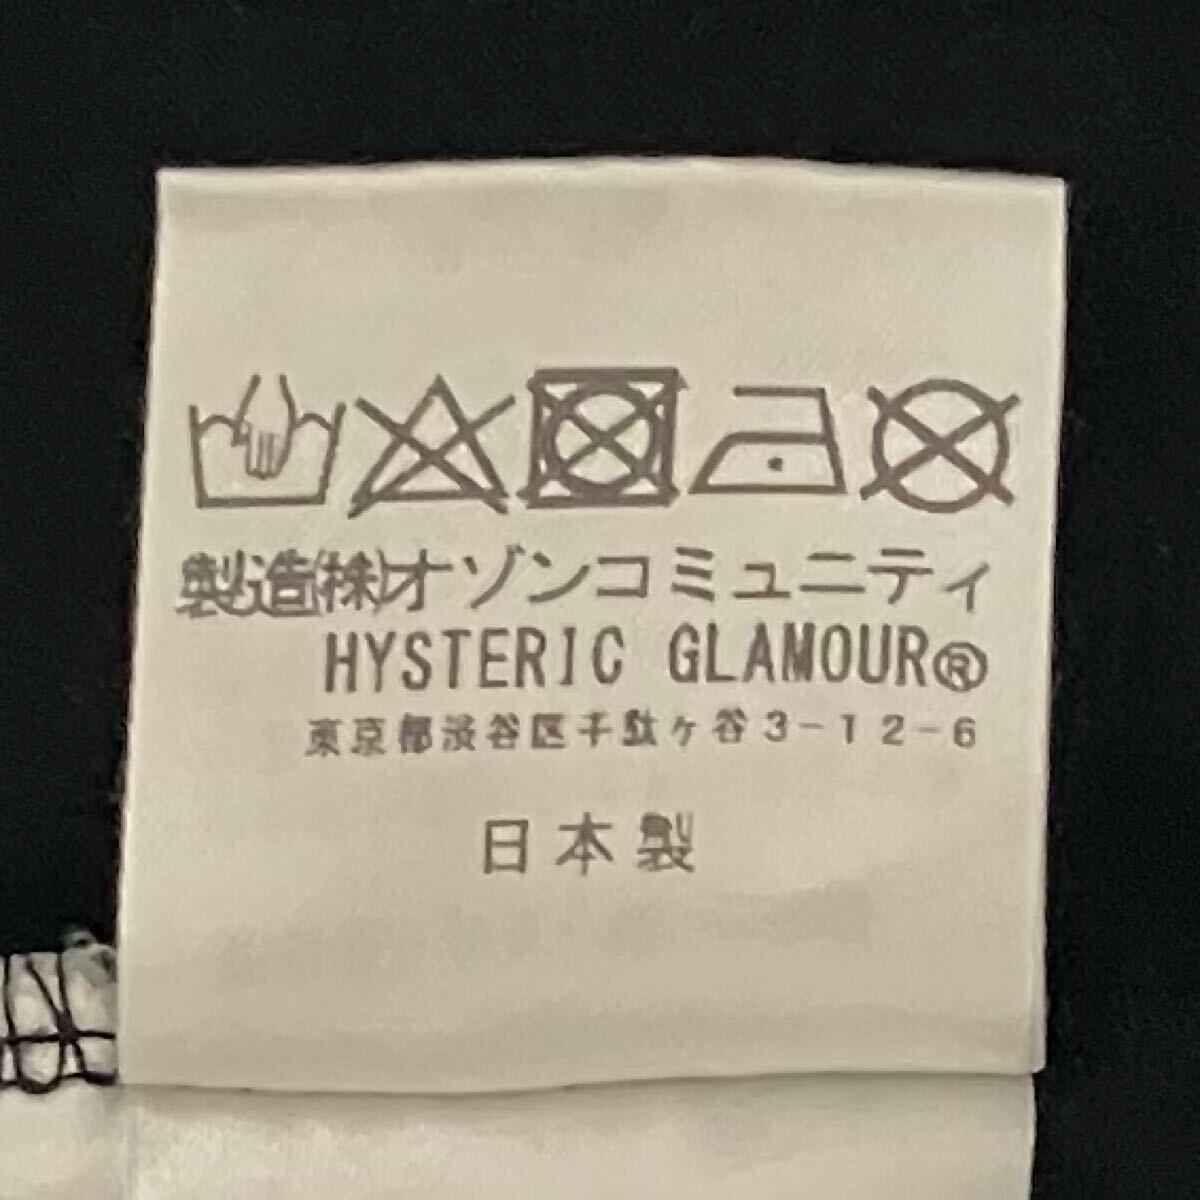 製造(株)オゾンコミュニティ
HYSTERIC GLAMOUR®
東京都渋谷区千駄ヶ谷3-12-6
日本製